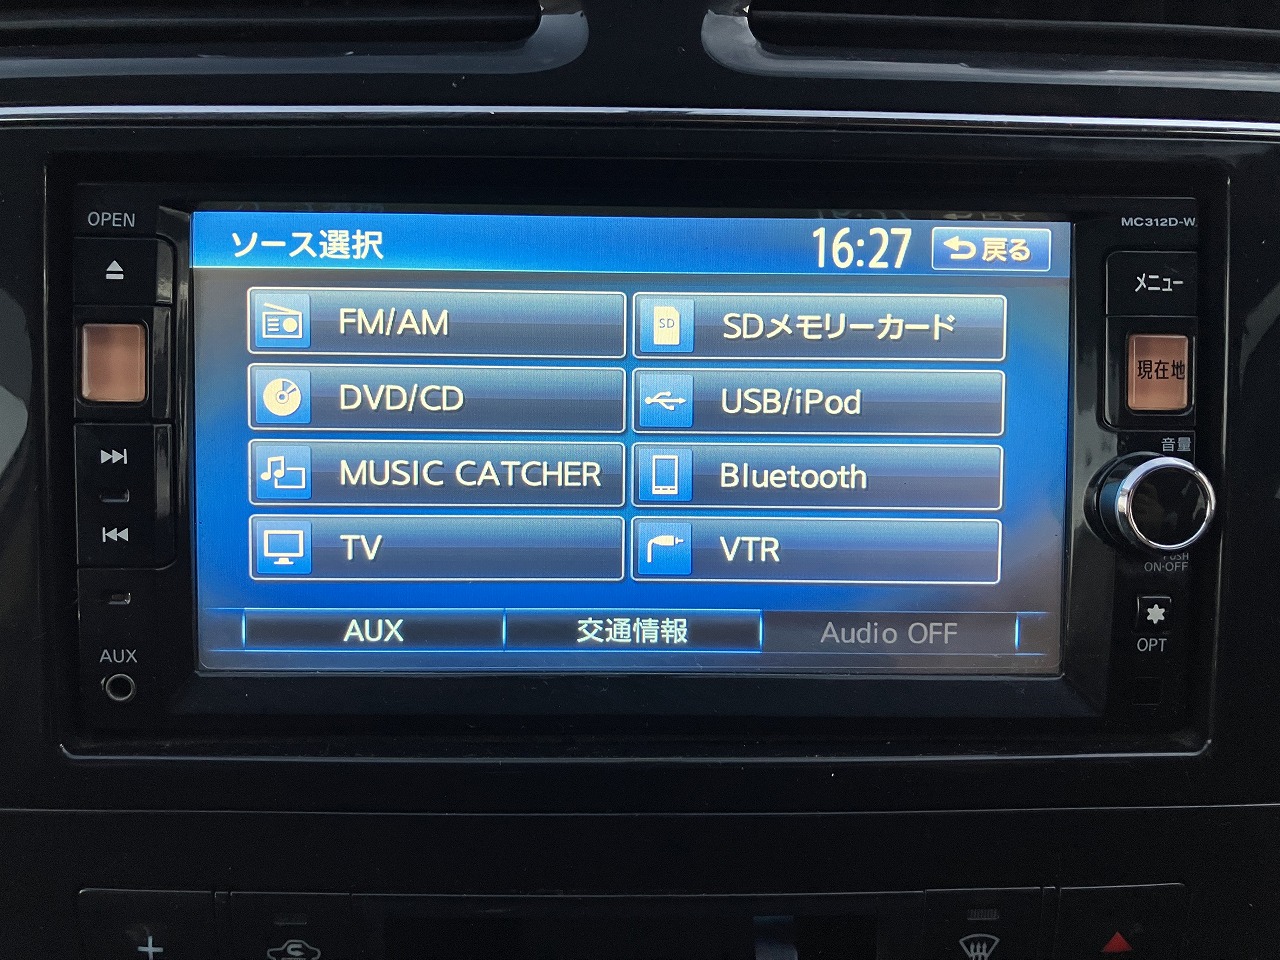 OPEN
MC312D-W
ソース選択 16:27 戻る
メニュー
FM/AM
SD
SDメモリーカード
現在地
DVD/CD
USB/iPod
音量
MUSIC CATCHER
Bluetooth
TV
VTR
PUSH
ON-OFF
AUX 交通情報 Audio OFF
OPT
AUX